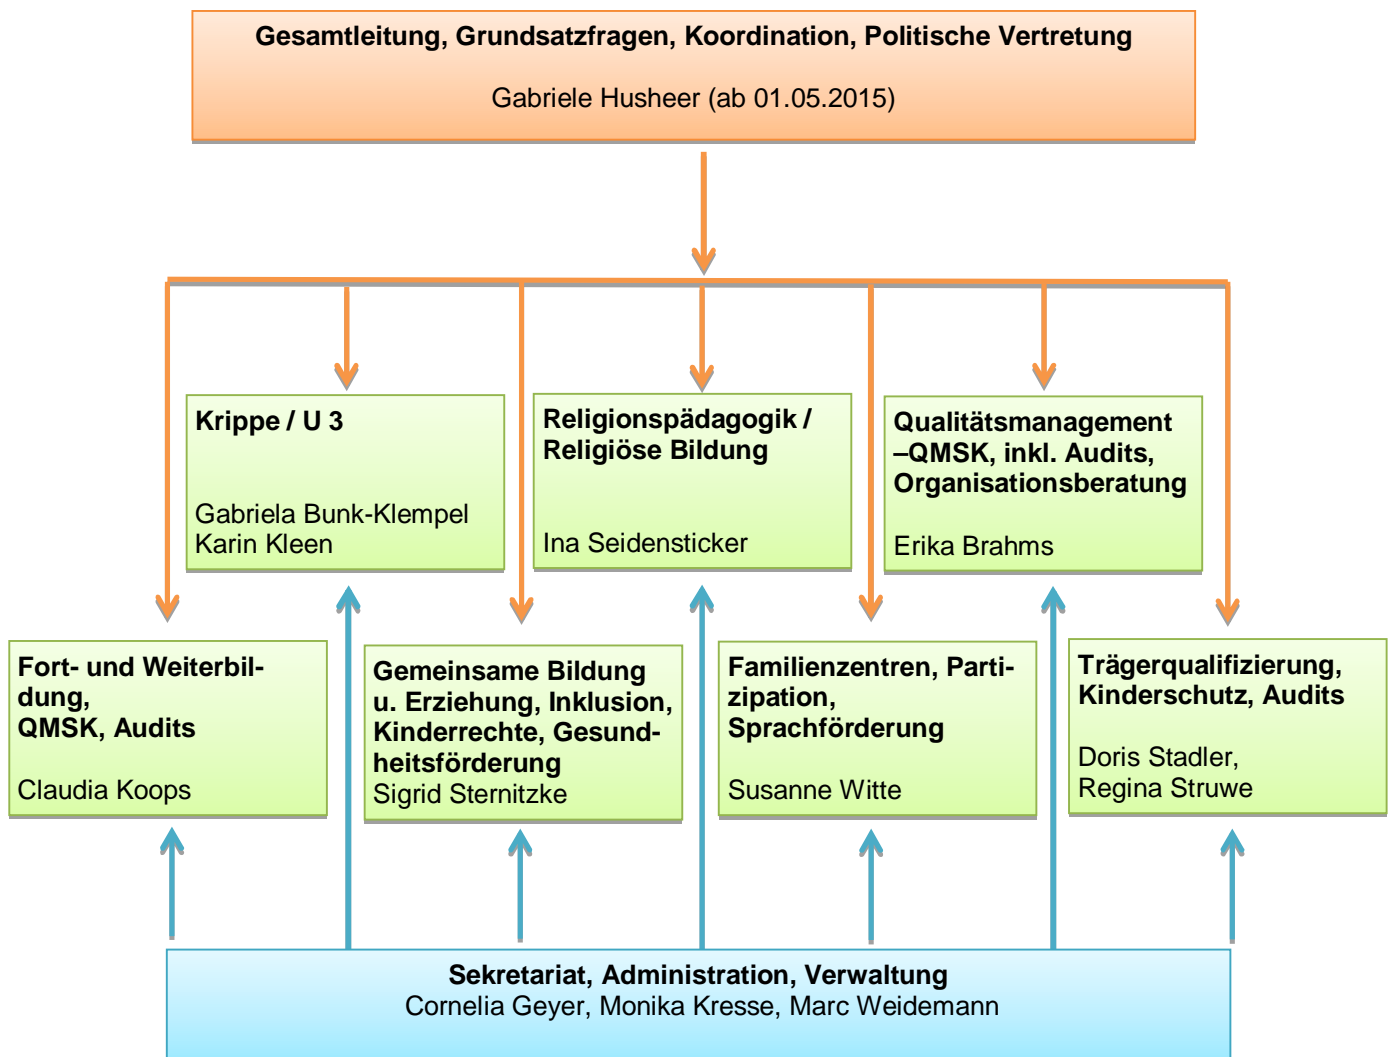 Gesamtleitung, Grundsatzfragen, Koordination, Politische Vertretung
Gabriele Husheer (ab 01.05.2015)
Krippe / U 3
Gabriela Bunk-Klempel
Karin Kleen
Religionspädagogik /
Religiöse Bildung
Ina Seidensticker
Qualitätsmanagement
–QMSK, inkl. Audits,
Organisationsberatung
Erika Brahms
Fort- und Weiterbil-
dung,
QMSK, Audits
Claudia Koops
Gemeinsame Bildung
u. Erziehung, Inklusion,
Kinderrechte, Gesund-
heitsförderung
Sigrid Sternitzke
Familienzentren, Parti-
zipation,
Sprachförderung
Susanne Witte
Trägerqualifizierung,
Kinderschutz, Audits
Doris Stadler,
Regina Struwe
Sekretariat, Administration, Verwaltung
Cornelia Geyer, Monika Kresse, Marc Weidemann